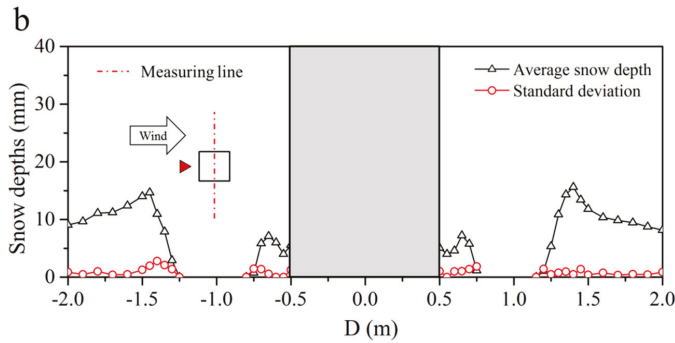 b
Snow depths (mm)
40
30
20
10
0
Measuring line
Wind
Average snow depth
Standard deviation
-2.0 -1.5 -1.0 -0.5 0.0 0.5 1.0 1.5 2.0
D (m)